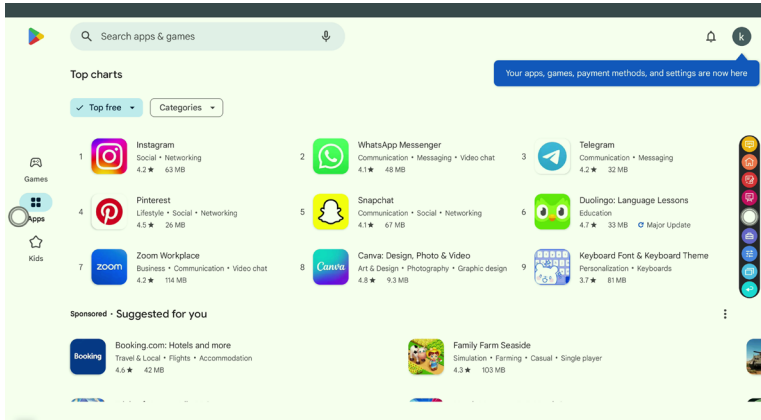 Search apps & games
k
Your apps, games, payment methods, and settings are now here
Top charts
Top free
Categories
Games
Apps
Kids
1
Instagram
Social • Networking
4.2★ 63 MB
2
WhatsApp Messenger
Communication • Messaging • Video chat
4.1★ 48 MB
3
Telegram
Communication • Messaging
4.2★ 32 MB
4
Pinterest
Lifestyle • Social • Networking
4.5★ 26 MB
5
Snapchat
Communication • Social • Networking
4.1★ 67 MB
6
Duolingo: Language Lessons
Education
4.7★ 33 MB Major Update
7
zoom
Zoom Workplace
Business • Communication • Video chat
4.2★ 114 MB
8
Canva
Canva: Design, Photo & Video
Art & Design • Photography • Graphic design
4.8★ 9.3 MB
9
Keyboard Font & Keyboard Theme
Personalization • Keyboards
3.7★ 81 MB
Sponsored · Suggested for you
Booking
Booking.com: Hotels and more
Travel & Local • Flights • Accommodation
4.6★ 42 MB
Family Farm Seaside
Simulation • Farming • Casual • Single player
4.3★ 103 MB